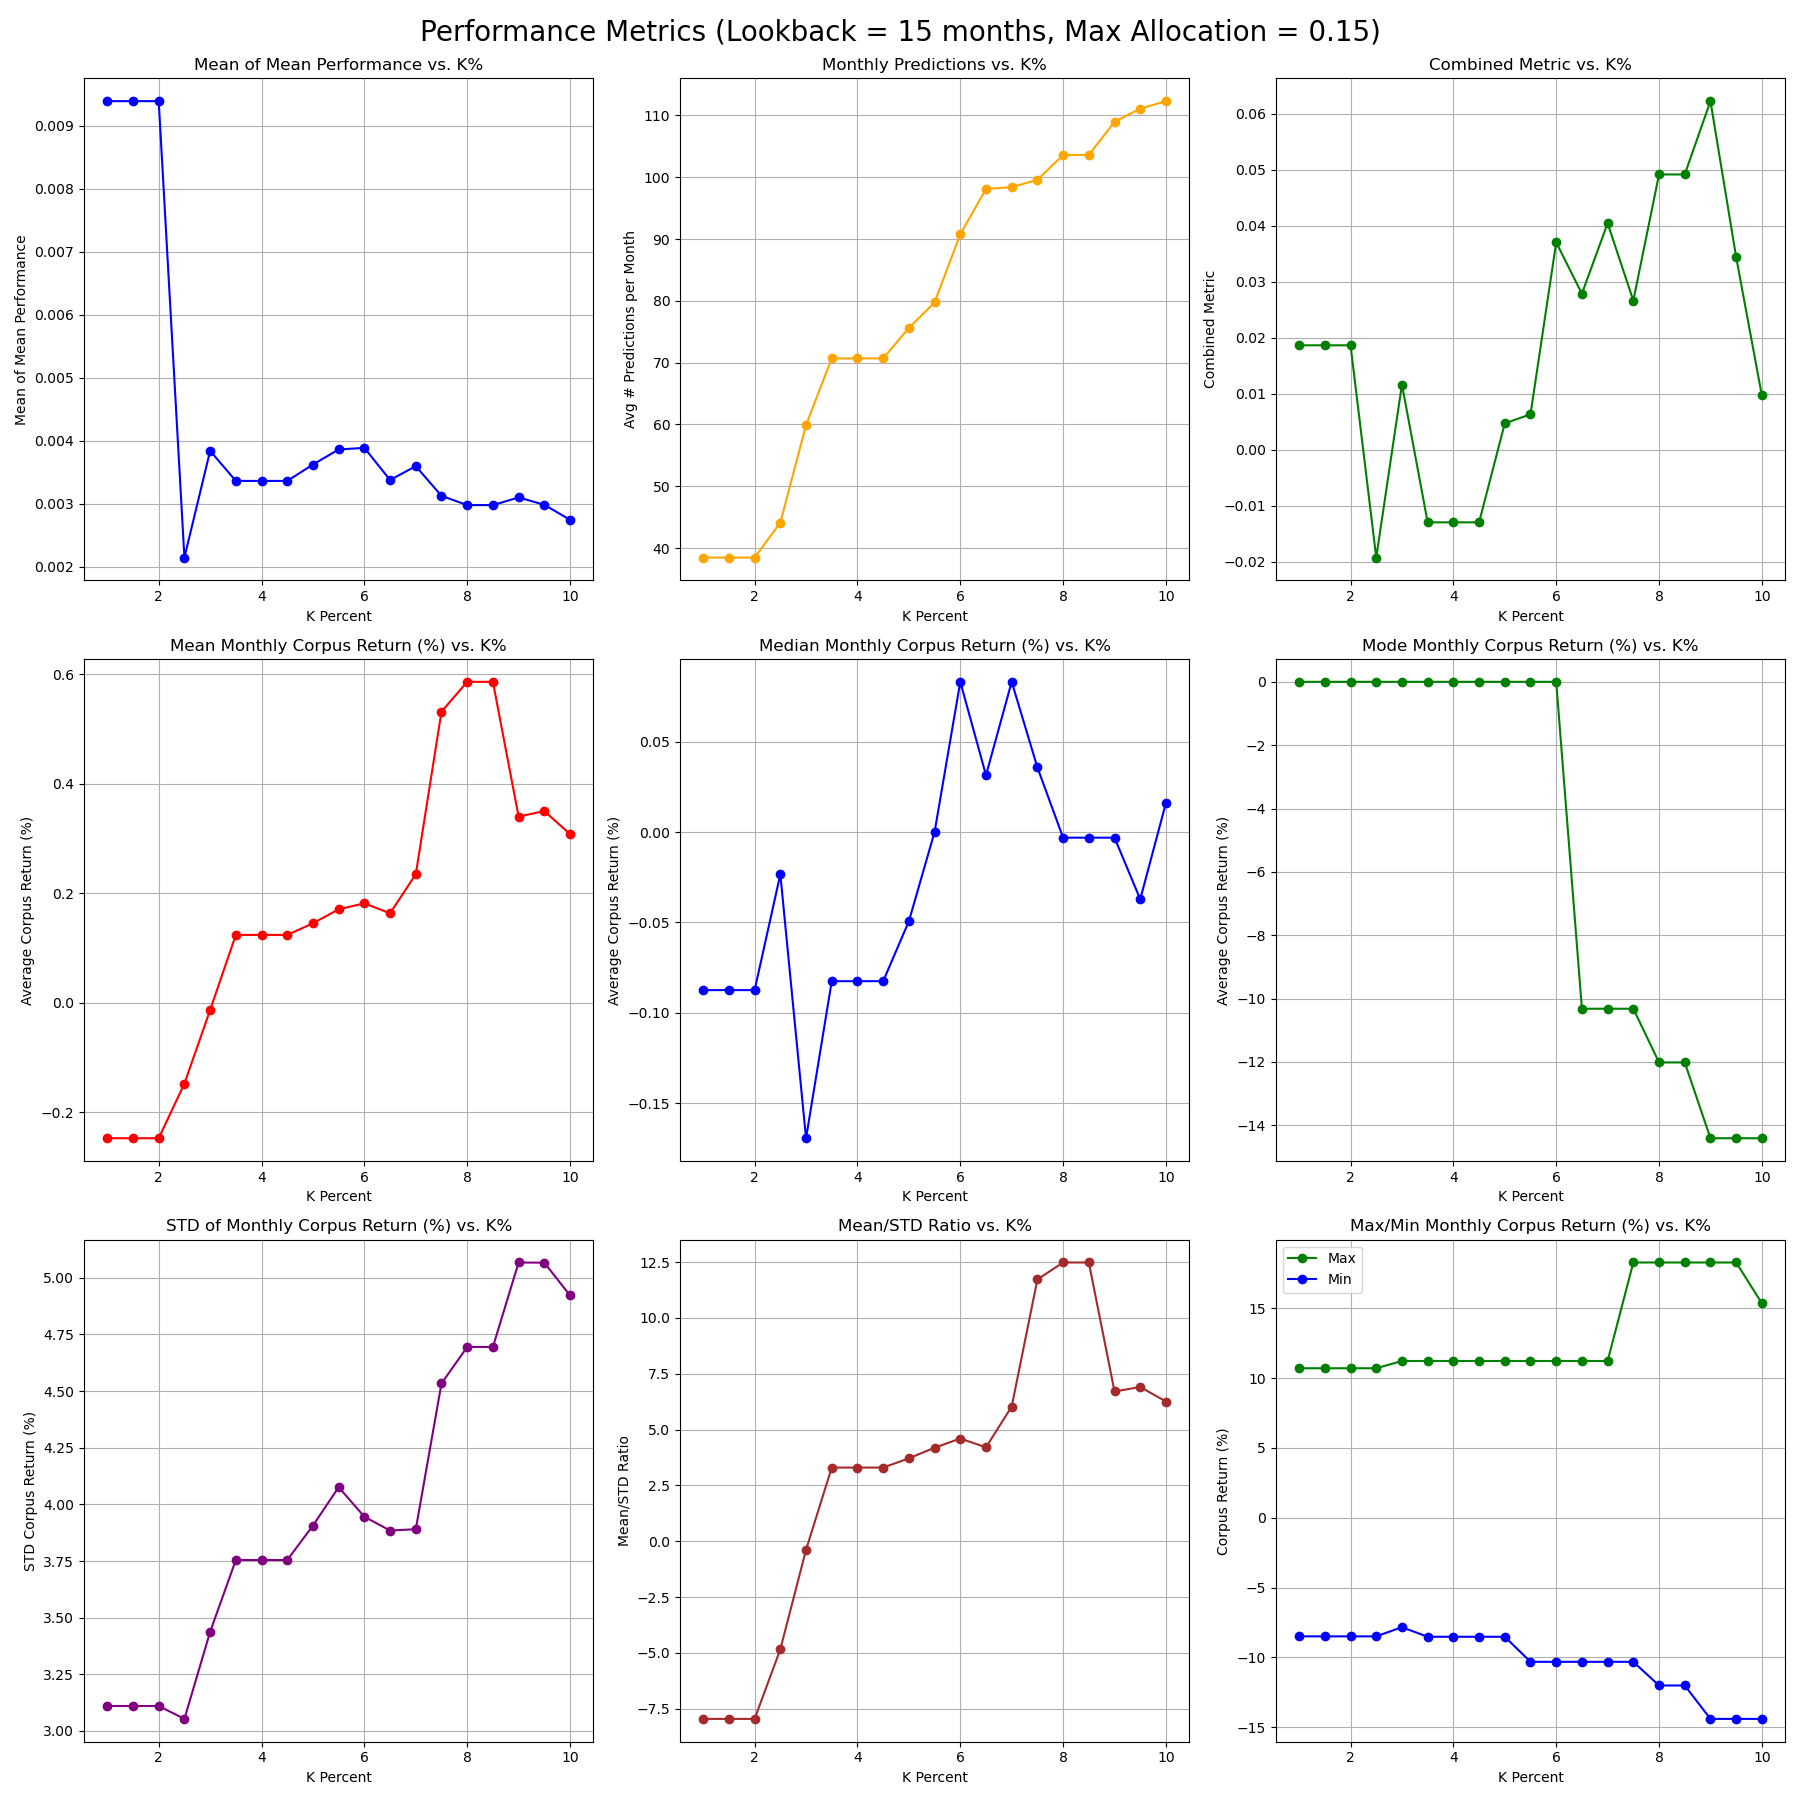 Performance Metrics (Lookback = 15 months, Max Allocation = 0.15)
Mean of Mean Performance vs. K%
Mean of Mean Performance
0.009
0.008
0.007
0.006
0.005
0.004
0.003
0.002
2 4 6 8 10
K Percent
Monthly Predictions vs. K%
Avg # Predictions per Month
110
100
90
80
70
60
50
40
2 4 6 8 10
K Percent
Combined Metric vs. K%
Combined Metric
0.06
0.05
0.04
0.03
0.02
0.01
0.00
−0.01
−0.02
2 4 6 8 10
K Percent
Mean Monthly Corpus Return (%) vs. K%
Average Corpus Return (%)
0.6
0.4
0.2
0.0
−0.2
2 4 6 8 10
K Percent
Median Monthly Corpus Return (%) vs. K%
Average Corpus Return (%)
0.05
0.00
−0.05
−0.10
−0.15
2 4 6 8 10
K Percent
Mode Monthly Corpus Return (%) vs. K%
Average Corpus Return (%)
0
−2
−4
−6
−8
−10
−12
−14
2 4 6 8 10
K Percent
STD of Monthly Corpus Return (%) vs. K%
STD Corpus Return (%)
5.00
4.75
4.50
4.25
4.00
3.75
3.50
3.25
3.00
2 4 6 8 10
K Percent
Mean/STD Ratio vs. K%
Mean/STD Ratio
12.5
10.0
7.5
5.0
2.5
0.0
−2.5
−5.0
−7.5
2 4 6 8 10
K Percent
Max/Min Monthly Corpus Return (%) vs. K%
Max
Min
Corpus Return (%)
15
10
5
0
−5
−10
−15
2 4 6 8 10
K Percent